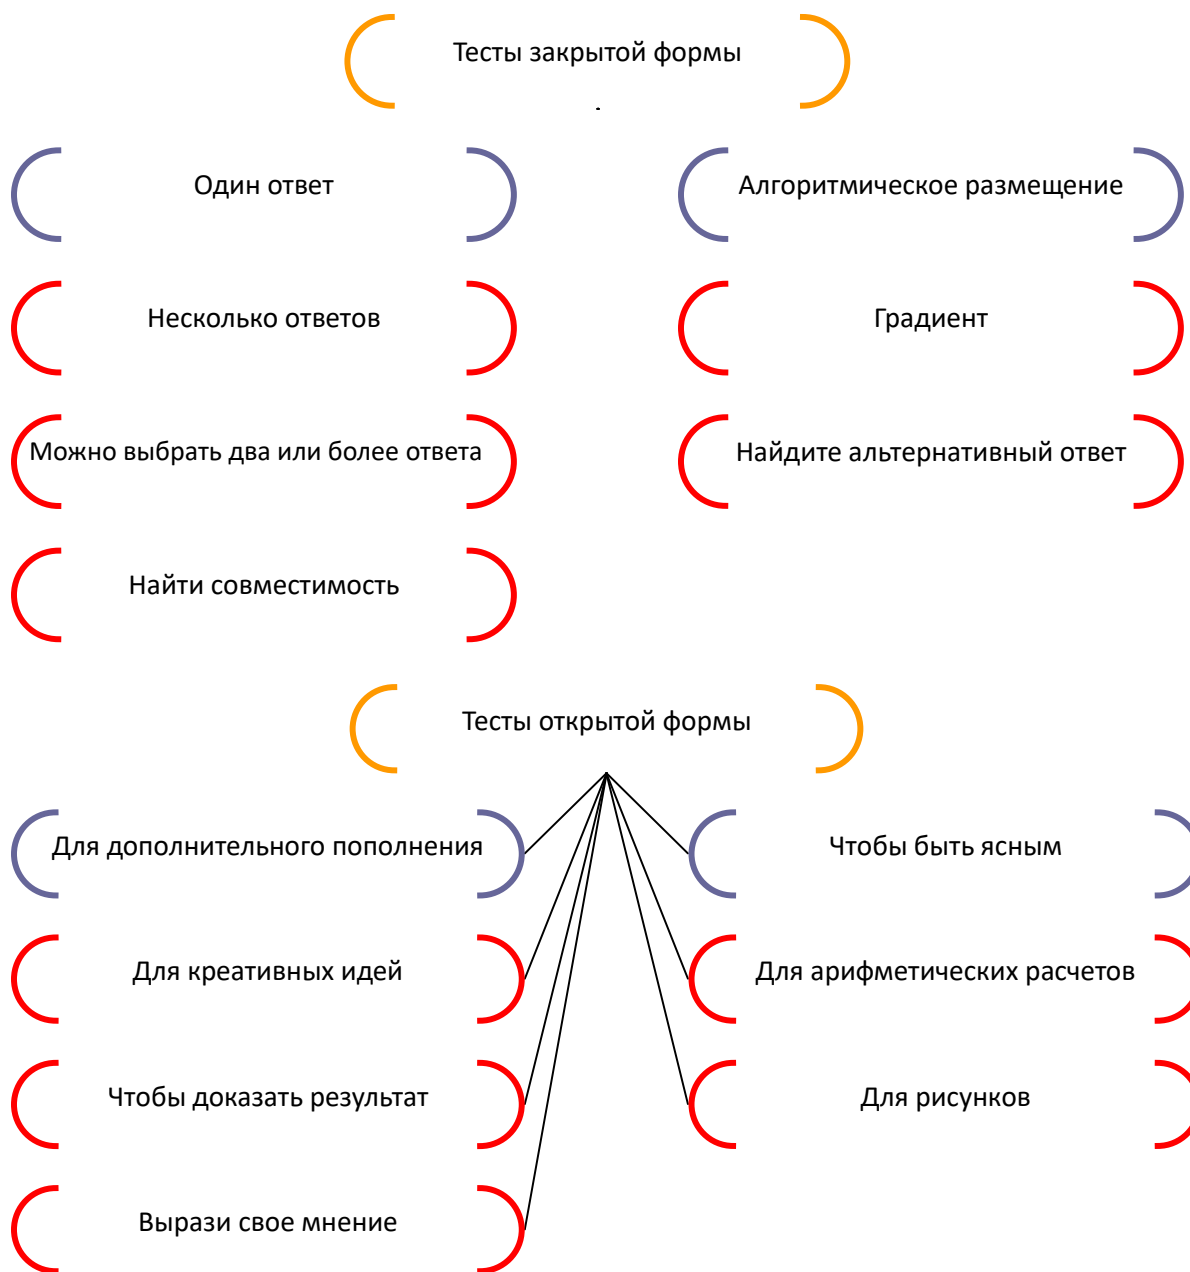 Тесты закрытой формы
.
Один ответ
Алгоритмическое размещение
Несколько ответов
Градиент
Можно выбрать два или более ответа
Найдите альтернативный ответ
Найти совместимость
Тесты открытой формы
Для дополнительного пополнения
Чтобы быть ясным
Для креативных идей
Для арифметических расчетов
Чтобы доказать результат
Для рисунков
Вырази свое мнение